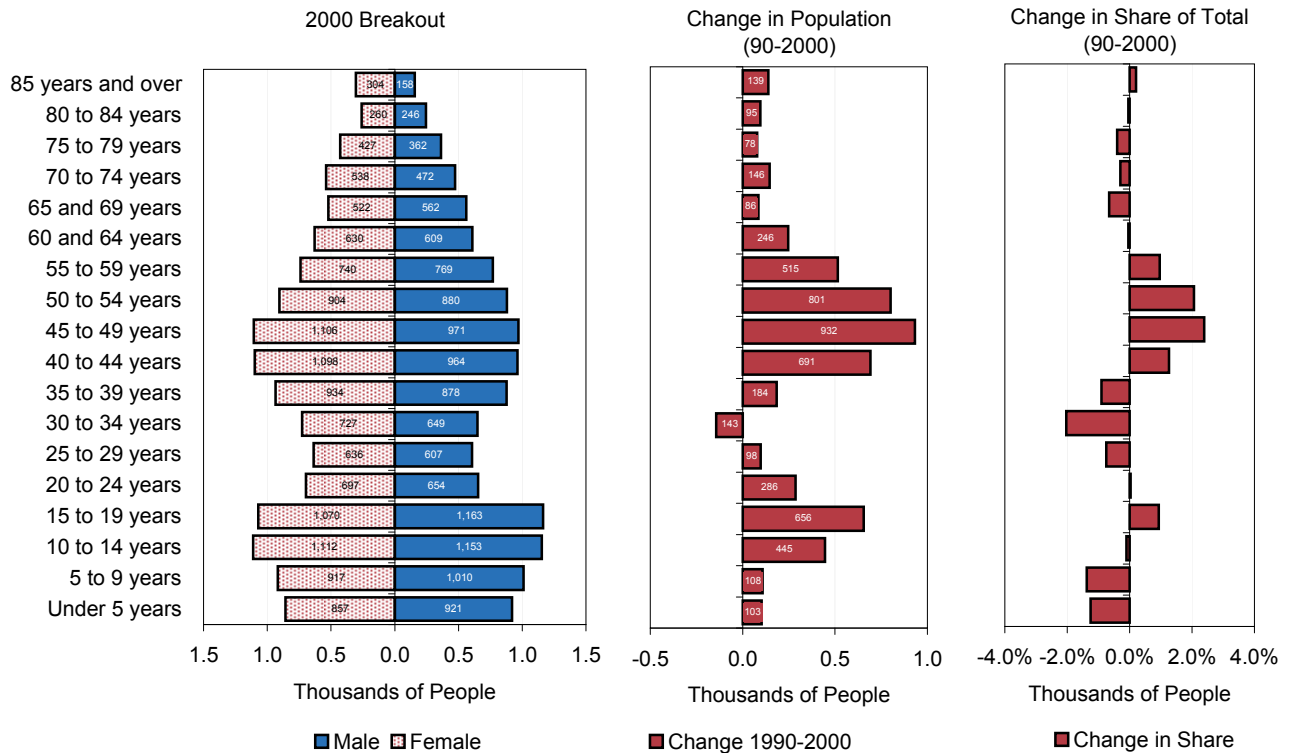 2000 Breakout
Change in Population
(90-2000)
Change in Share of Total
(90-2000)
85 years and over 304 158 139
80 to 84 years 260 246 95
75 to 79 years 427 362 78
70 to 74 years 538 472 146
65 and 69 years 522 562 86
60 and 64 years 630 609 246
55 to 59 years 740 769 515
50 to 54 years 904 880 801
45 to 49 years 1,106 971 932
40 to 44 years 1,098 964 691
35 to 39 years 934 878 184
30 to 34 years 727 649 143
25 to 29 years 636 607 98
20 to 24 years 697 654 286
15 to 19 years 1,070 1,163 656
10 to 14 years 1,112 1,153 445
5 to 9 years 917 1,010 108
Under 5 years 857 921 103
1.5 1.0 0.5 0.0 0.5 1.0 1.5
-0.5 0.0 0.5 1.0
-4.0% -2.0% 0.0% 2.0% 4.0%
Thousands of People
Thousands of People
Thousands of People
Male Female
Change 1990-2000
Change in Share